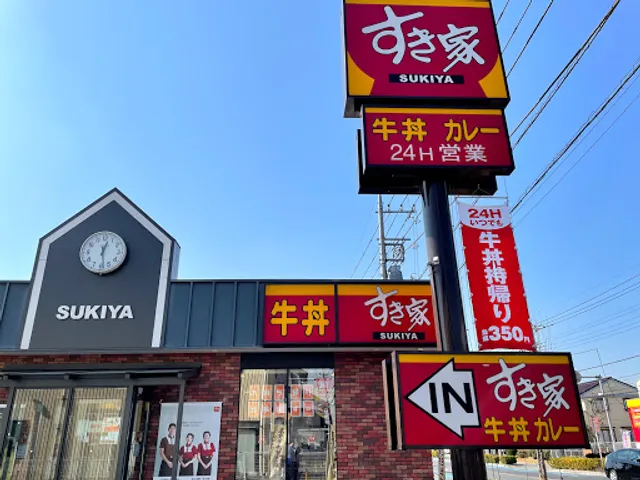 すき家
SUKIYA
牛丼 カレー
24H 営業
24H
いつでも
牛丼持帰り
350円
SUKIYA
牛丼
すき家
SUKIYA
IN
すき家
牛丼カレー